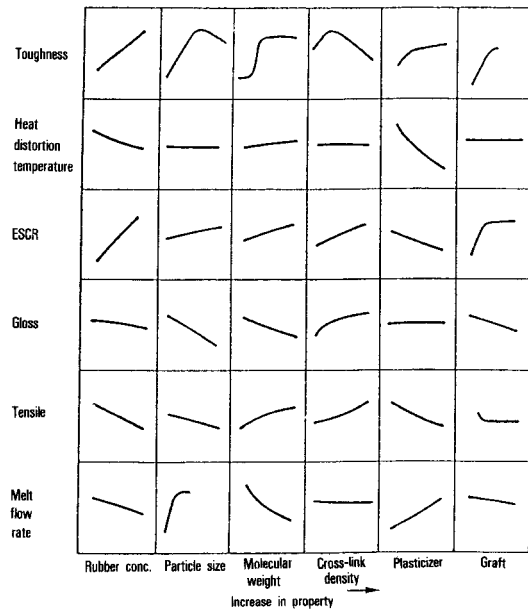 Toughness
Heat
distortion
temperature
ESCR
Gloss
Tensile
Melt
flow
rate
Rubber conc. Particle size Molecular weight Cross-link density Plasticizer Graft
Increase in property